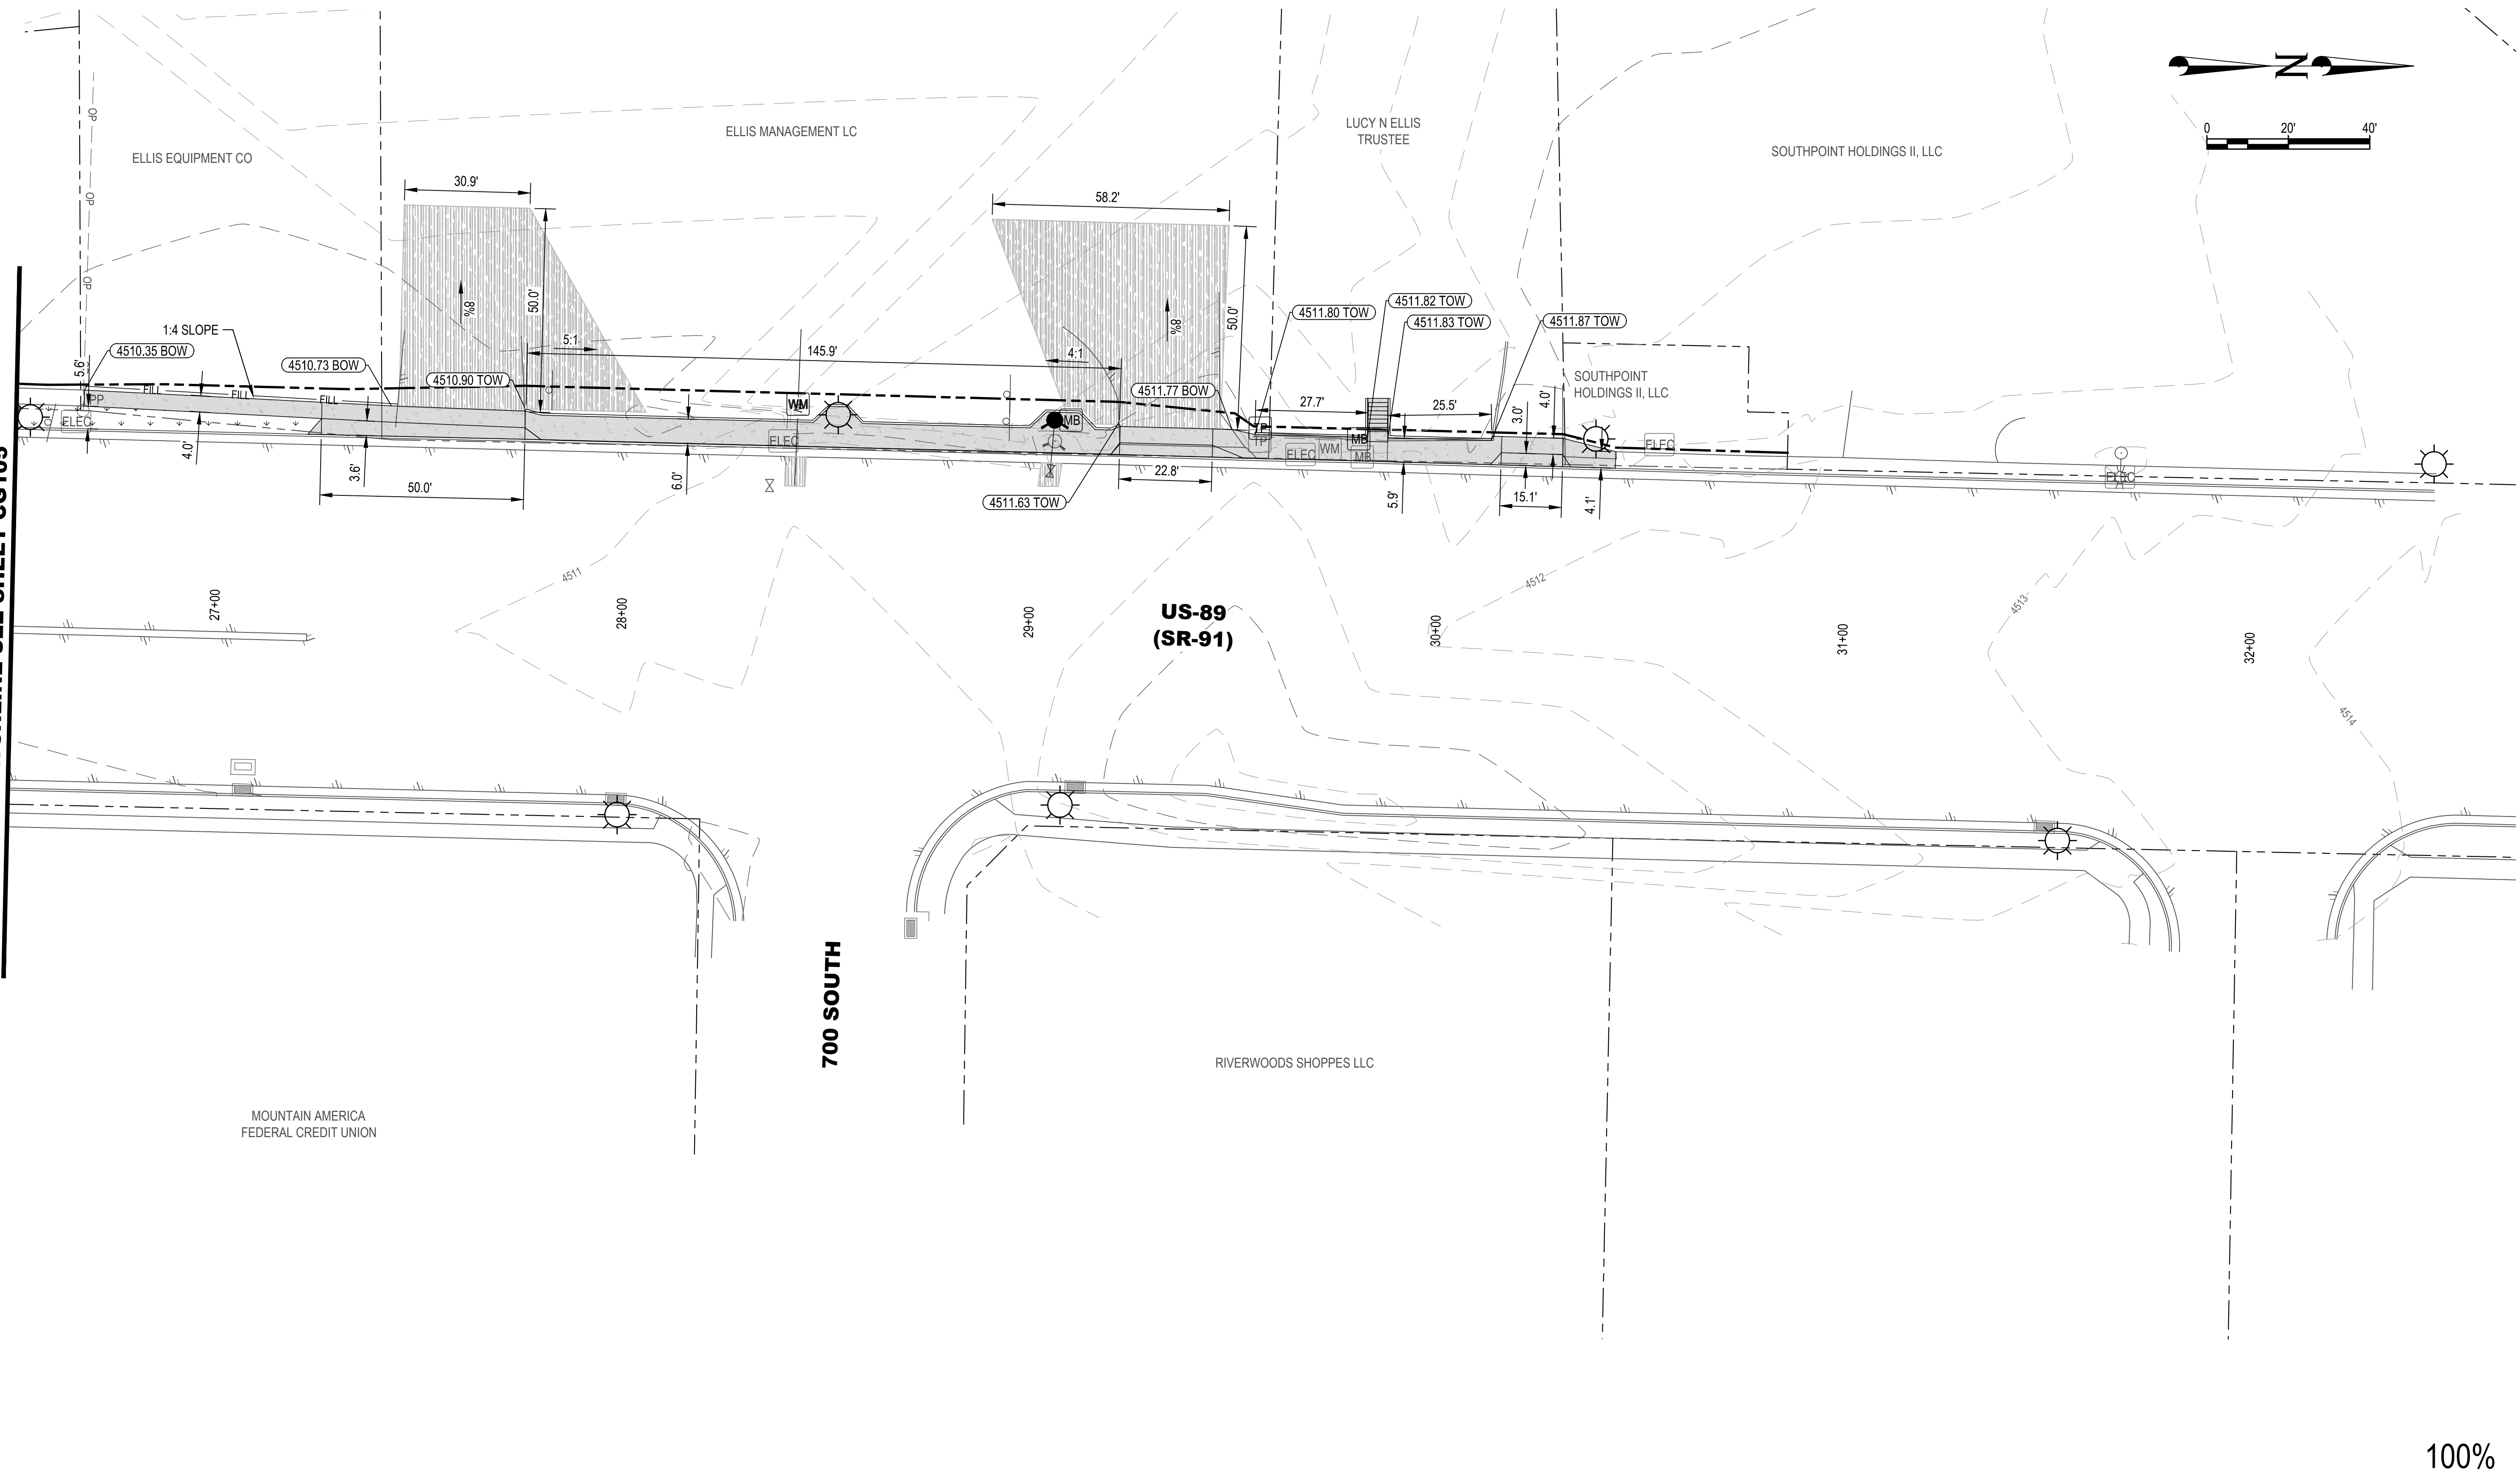 N
0 20' 40'
ELLIS EQUIPMENT CO
ELLIS MANAGEMENT LC
LUCY N ELLIS
TRUSTEE
SOUTHPOINT HOLDINGS II, LLC
OP
OP
OP
30.9'
50.0'
8%
5:1
58.2'
50.0'
8%
4:1
145.9'
1:4 SLOPE
4510.35 BOW
5.6'
4510.73 BOW
4510.90 TOW
4511.77 BOW
4511.80 TOW
4511.82 TOW
4511.83 TOW
4511.87 TOW
SOUTHPOINT
HOLDINGS II, LLC
FILL
FILL
FILL
PP
ELEC
WM
ELEC
MB
TP
TP
MB
ELEC
WM
MB
ELEC
ELEC
27.7'
25.5'
3.0'
4.0'
4.0'
3.6'
50.0'
6.0'
4511.63 TOW
22.8'
5.9'
15.1'
4.1'
4511
4512
4513
4514
27+00
28+00
29+00
30+00
31+00
32+00
US-89
(SR-91)
700 SOUTH
MOUNTAIN AMERICA
FEDERAL CREDIT UNION
RIVERWOODS SHOPPES LLC
100%